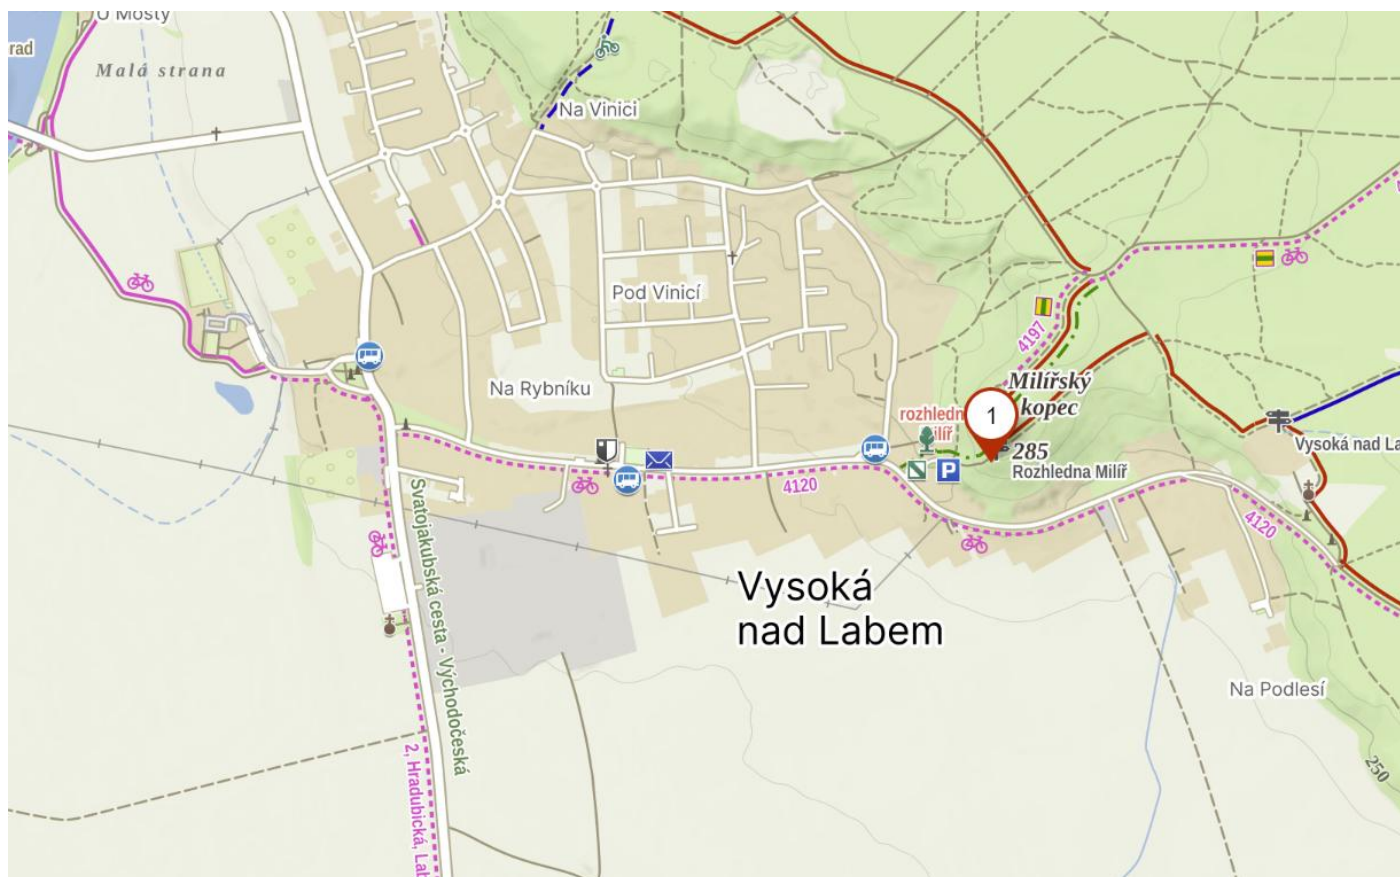 U Mostу
rad
Malá strana
Na Vinici
Pod Vinicí
4197
Na Rybníku
Milířský
kopec
1
rozhledn
ilíř
285
Rozhledna Milíř
Vysoká nad La
4120
4120
Svatojakubská cesta - Východočeská
Vysoká
nad Labem
Na Podlesí
2, Hradubická, Lab
250